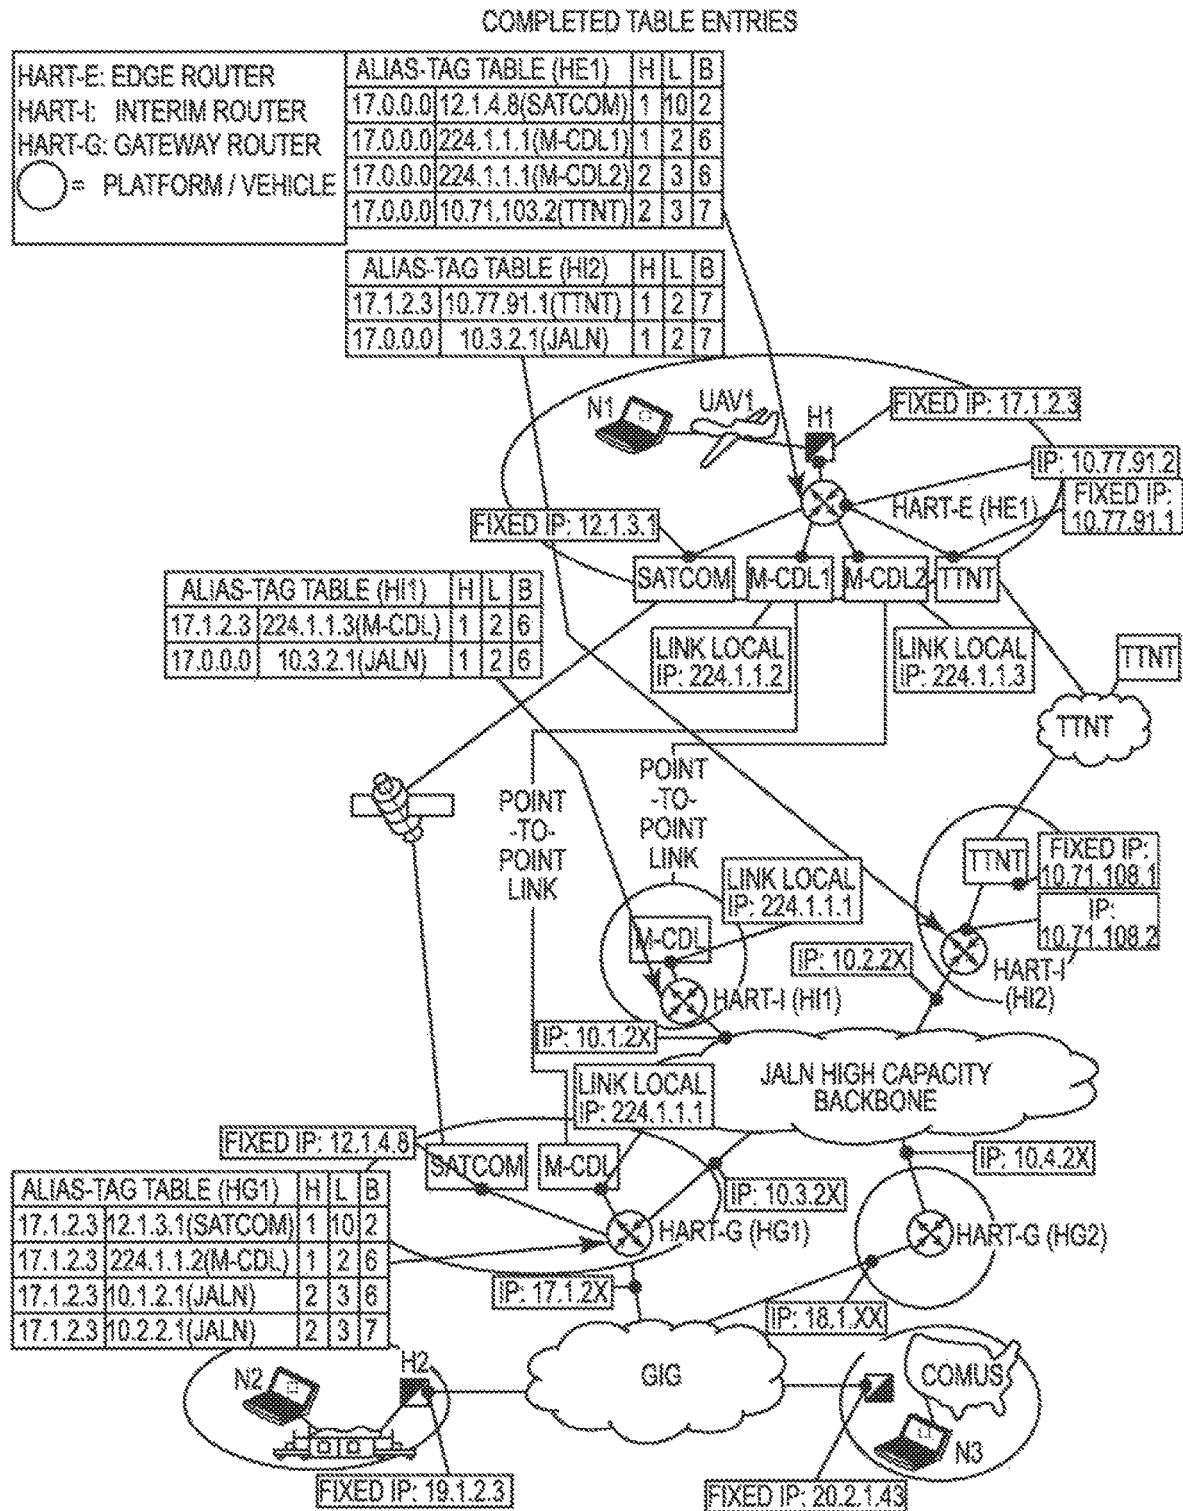 COMPLETED TABLE ENTRIES
HART-E: EDGE ROUTER
HART-I: INTERIM ROUTER
HART-G: GATEWAY ROUTER
= PLATFORM / VEHICLE
ALIAS-TAG TABLE (HE1) H L B
17.0.0.0 12.1.4.8(SATCOM) 1 10 2
17.0.0.0 224.1.1.1(M-CDL1) 1 2 6
17.0.0.0 224.1.1.1(M-CDL2) 2 3 6
17.0.0.0 10.71.103.2(TTNT) 2 3 7
ALIAS-TAG TABLE (HI2) H L B
17.1.2.3 10.77.91.1(TTNT) 1 2 7
17.0.0.0 10.3.2.1(JALN) 1 2 7
N1
UAV1
H1
FIXED IP: 17.1.2.3
IP: 10.77.91.2
FIXED IP:
10.77.91.1
HART-E (HE1)
FIXED IP: 12.1.3.1
SATCOM
M-CDL1
M-CDL2
TTNT
ALIAS-TAG TABLE (HI1) H L B
17.1.2.3 224.1.1.3(M-CDL) 1 2 6
17.0.0.0 10.3.2.1(JALN) 1 2 6
LINK LOCAL
IP: 224.1.1.2
LINK LOCAL
IP: 224.1.1.3
TTNT
TTNT
POINT
-TO-
POINT
LINK
POINT
-TO-
POINT
LINK
TTNT
FIXED IP:
10.71.108.1
IP:
10.71.108.2
LINK LOCAL
IP: 224.1.1.1
M-CDL
HART-I (HI1)
IP: 10.2.2X
HART-I
(HI2)
IP: 10.1.2X
JALN HIGH CAPACITY
BACKBONE
LINK LOCAL
IP: 224.1.1.1
FIXED IP: 12.1.4.8
SATCOM
M-CDL
IP: 10.4.2X
IP: 10.3.2X
ALIAS-TAG TABLE (HG1) H L B
17.1.2.3 12.1.3.1(SATCOM) 1 10 2
17.1.2.3 224.1.1.2(M-CDL) 1 2 6
17.1.2.3 10.1.2.1(JALN) 2 3 6
17.1.2.3 10.2.2.1(JALN) 2 3 7
HART-G (HG1)
HART-G (HG2)
IP: 17.1.2X
IP: 18.1.XX
GIG
N2
H2
COMUS
N3
FIXED IP: 19.1.2.3
FIXED IP: 20.2.1.43